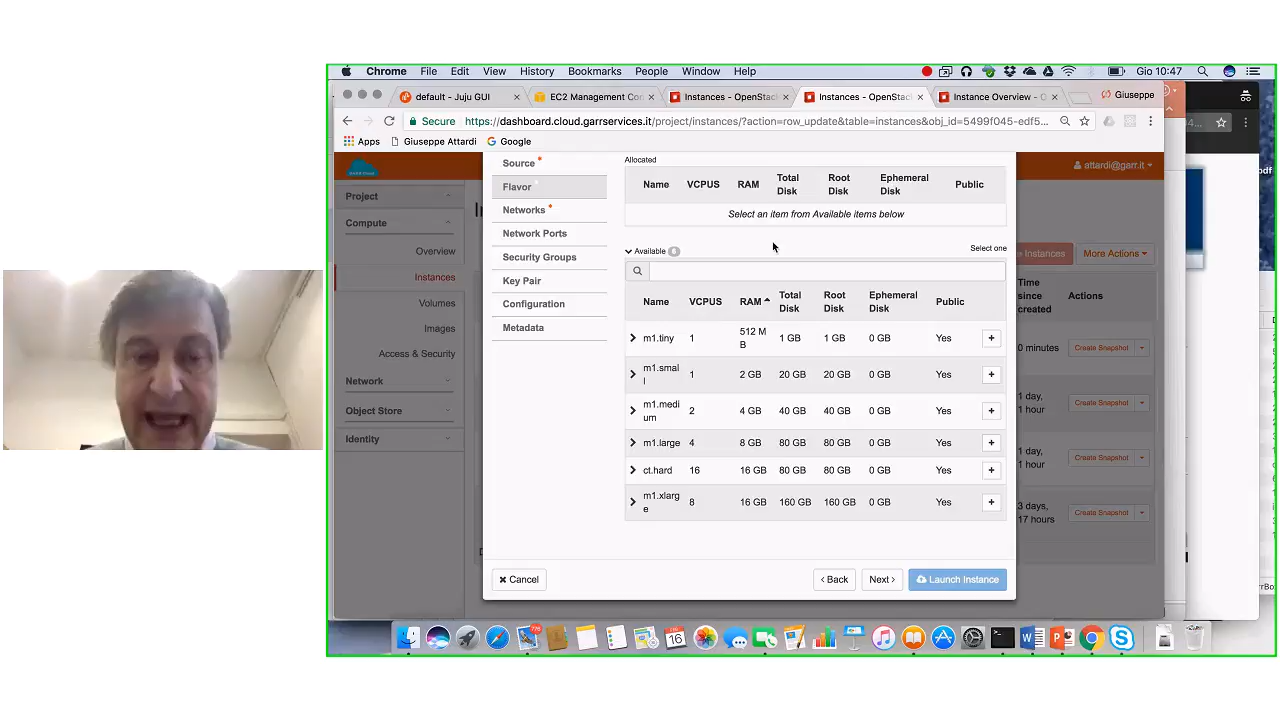 Chrome File Edit View History Bookmarks People Window Help Gio 10:47
default - Juju GUI × EC2 Management Con × Instances - OpenStack × Instances - OpenStack × Instance Overview - O × Giuseppe
Secure https://dashboard.cloud.garrservices.it/project/instances/?action=row_update&table=instances&obj_id=5499f045-edf5...
Apps Giuseppe Attardi Google
attardi@garr.it
Project
Compute
Overview
Instances
Volumes
Images
Access & Security
Network
Object Store
Identity
Source *
Flavor
Networks *
Network Ports
Security Groups
Key Pair
Configuration
Metadata
Allocated
Name VCPUS RAM Total Disk Root Disk Ephemeral Disk Public
Select an item from Available items below
Available 6 Select one
Name VCPUS RAM Total Disk Root Disk Ephemeral Disk Public
m1.tiny 1 512 MB 1 GB 1 GB 0 GB Yes +
m1.small 1 2 GB 20 GB 20 GB 0 GB Yes +
m1.medium 2 4 GB 40 GB 40 GB 0 GB Yes +
m1.large 4 8 GB 80 GB 80 GB 0 GB Yes +
ct.hard 16 16 GB 80 GB 80 GB 0 GB Yes +
m1.xlarge 8 16 GB 160 GB 160 GB 0 GB Yes +
Cancel
Back
Next
Launch Instance
Instances More Actions
Time since created Actions
0 minutes Create Snapshot
1 day, 1 hour Create Snapshot
1 day, 1 hour Create Snapshot
3 days, 17 hours Create Snapshot
16